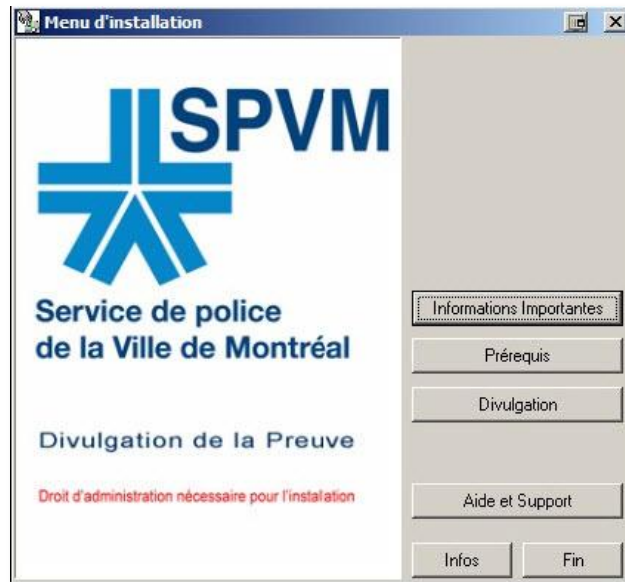 Menu d'installation
SPVM
Service de police
de la Ville de Montréal
Divulgation de la Preuve
Droit d'administration nécessaire pour l'instalation
Informations Importantes
Prérequis
Divulgation
Aide et Support
Infos
Fin